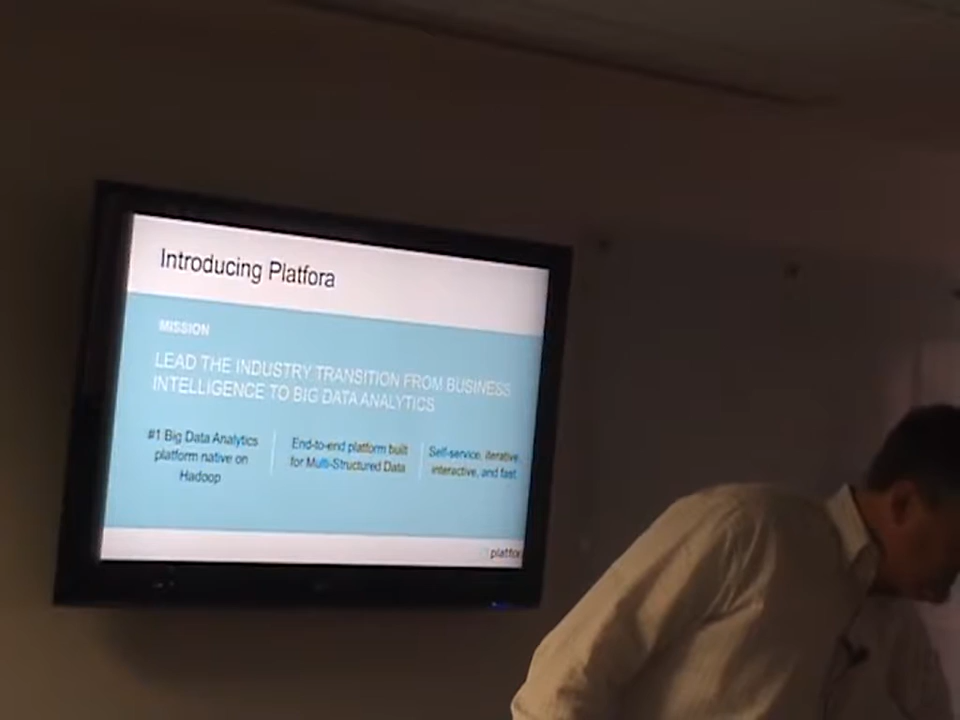 Introducing Platfora
MISSION
LEAD THE INDUSTRY TRANSITION FROM BUSINESS
INTELLIGENCE TO BIG DATA ANALYTICS
#1 Big Data Analytics
platform native on
Hadoop
End-to-end platform built
for Multi-Structured Data
Self-service, iterative,
interactive, and fast
platfor